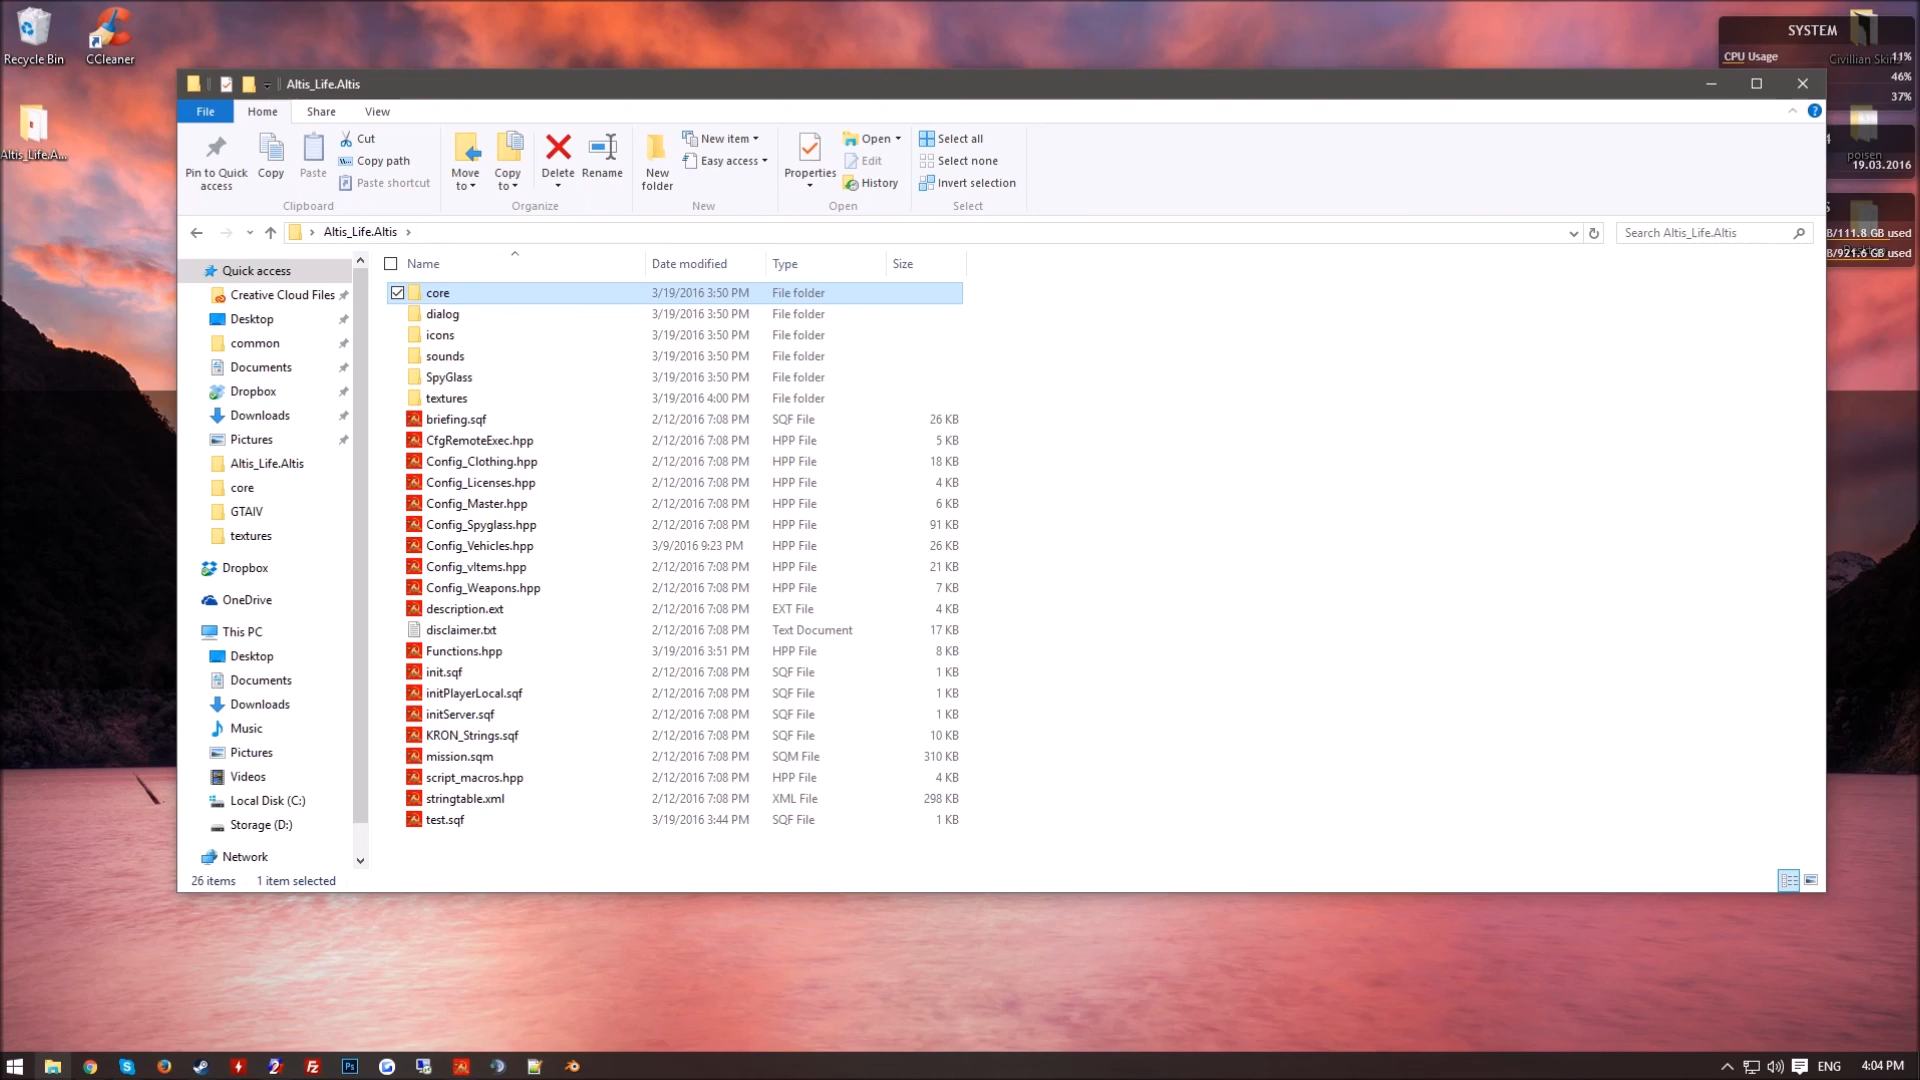 Recycle Bin
CCleaner
Altis_Life.A...
SYSTEM
CPU Usage
11%
46%
37%
Civillian Skin
poisen
19.03.2016
B/111.8 GB used
B/921.6 GB used
Altis_Life.Altis
File Home Share View
Pin to Quick access
Copy
Paste
Cut
Copy path
Paste shortcut
Clipboard
Move to
Copy to
Delete
Rename
Organize
New folder
New item
Easy access
New
Properties
Open
Edit
History
Open
Select all
Select none
Invert selection
Select
Altis_Life.Altis
Search Altis_Life.Altis
Quick access
Creative Cloud Files
Desktop
common
Documents
Dropbox
Downloads
Pictures
Altis_Life.Altis
core
GTAIV
textures
Dropbox
OneDrive
This PC
Desktop
Documents
Downloads
Music
Pictures
Videos
Local Disk (C:)
Storage (D:)
Network
Name Date modified Type Size
core 3/19/2016 3:50 PM File folder
dialog 3/19/2016 3:50 PM File folder
icons 3/19/2016 3:50 PM File folder
sounds 3/19/2016 3:50 PM File folder
SpyGlass 3/19/2016 3:50 PM File folder
textures 3/19/2016 4:00 PM File folder
briefing.sqf 2/12/2016 7:08 PM SQF File 26 KB
CfgRemoteExec.hpp 2/12/2016 7:08 PM HPP File 5 KB
Config_Clothing.hpp 2/12/2016 7:08 PM HPP File 18 KB
Config_Licenses.hpp 2/12/2016 7:08 PM HPP File 4 KB
Config_Master.hpp 2/12/2016 7:08 PM HPP File 6 KB
Config_Spyglass.hpp 2/12/2016 7:08 PM HPP File 91 KB
Config_Vehicles.hpp 3/9/2016 9:23 PM HPP File 26 KB
Config_vItems.hpp 2/12/2016 7:08 PM HPP File 21 KB
Config_Weapons.hpp 2/12/2016 7:08 PM HPP File 7 KB
description.ext 2/12/2016 7:08 PM EXT File 4 KB
disclaimer.txt 2/12/2016 7:08 PM Text Document 17 KB
Functions.hpp 3/19/2016 3:51 PM HPP File 8 KB
init.sqf 2/12/2016 7:08 PM SQF File 1 KB
initPlayerLocal.sqf 2/12/2016 7:08 PM SQF File 1 KB
initServer.sqf 2/12/2016 7:08 PM SQF File 1 KB
KRON_Strings.sqf 2/12/2016 7:08 PM SQF File 10 KB
mission.sqm 2/12/2016 7:08 PM SQM File 310 KB
script_macros.hpp 2/12/2016 7:08 PM HPP File 4 KB
stringtable.xml 2/12/2016 7:08 PM XML File 298 KB
test.sqf 3/19/2016 3:44 PM SQF File 1 KB
26 items 1 item selected
ENG 4:04 PM